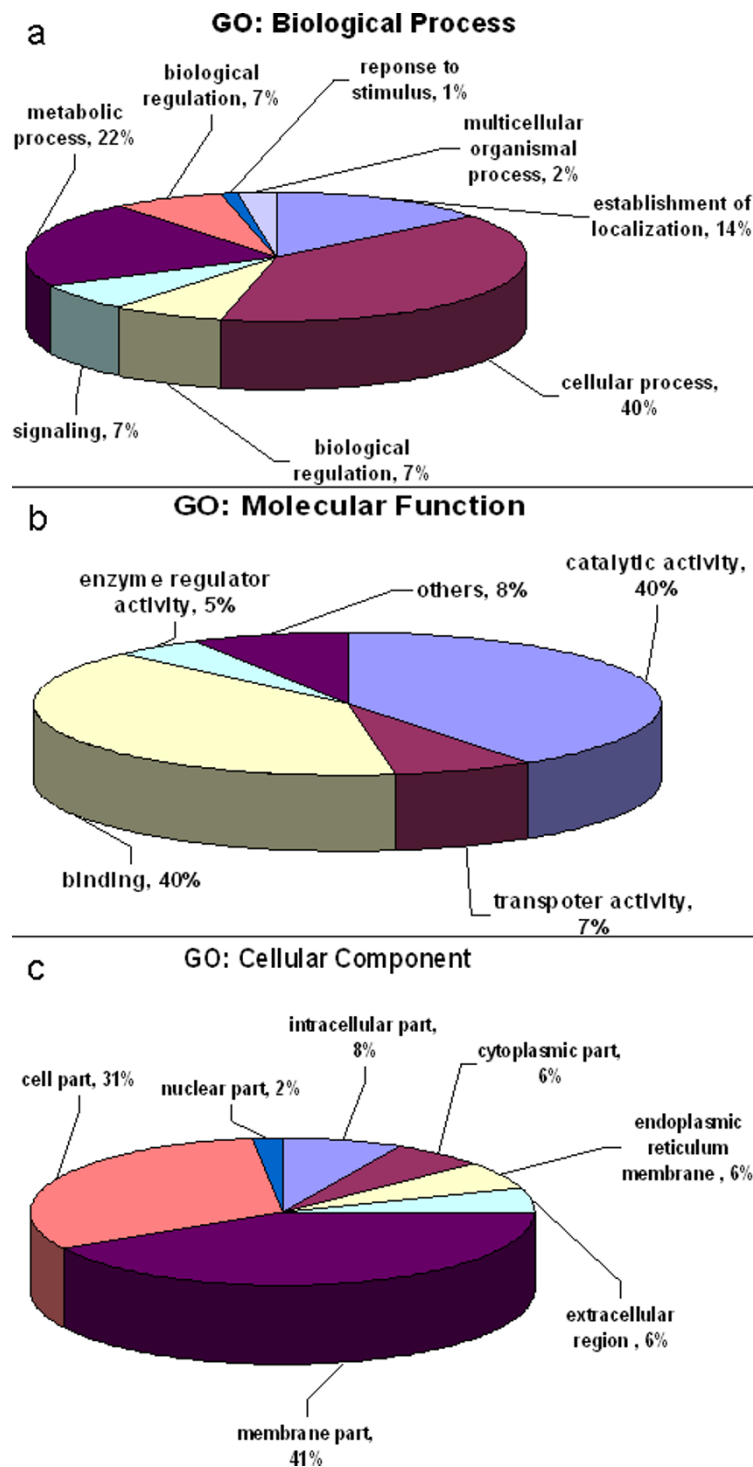 a
GO: Biological Process
biological
regulation, 7%
reponse to
stimulus, 1%
metabolic
process, 22%
multicellular
organismal
process, 2%
establishment of
localization, 14%
cellular process,
40%
signaling, 7%
biological
regulation, 7%
b
GO: Molecular Function
enzyme regulator
activity, 5%
others, 8%
catalytic activity,
40%
binding, 40%
transpoter activity,
7%
c
GO: Cellular Component
intracellular part,
8%
cytoplasmic part,
6%
cell part, 31%
nuclear part, 2%
endoplasmic
reticulum
membrane , 6%
extracellular
region , 6%
membrane part,
41%